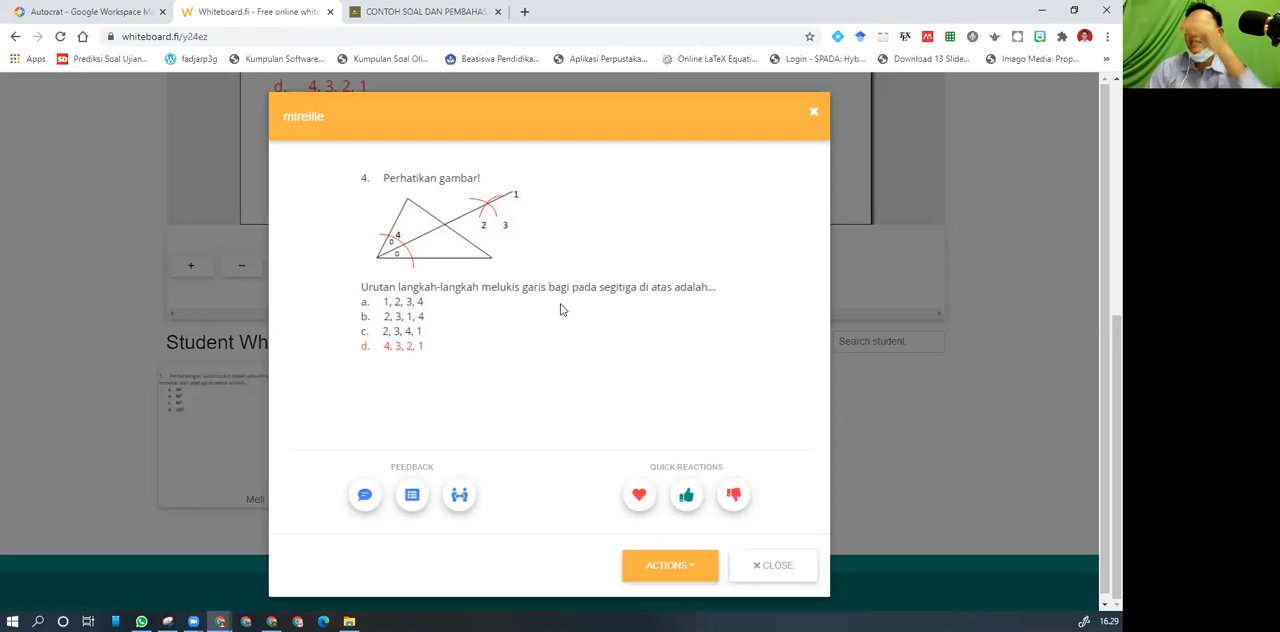 Autocrat - Google Workspace M
Whiteboard.fi - Free online white
CONTOH SOAL DAN PEMBAHAS
whiteboard.fi/y24ez
Apps
Prediksi Soal Ujian...
fadjarp3g
Kumpulan Software...
Kumpulan Soal Oli...
Beasiswa Pendidika...
Aplikasi Perpustaka...
Online LaTeX Equati...
Login - SPADA: Hyb...
Download 13 Slide...
Imago Media: Prop...
d. 4, 3, 2, 1
mireille
4. Perhatikan gambar!
1
2 3
4
0
0
Urutan langkah-langkah melukis garis bagi pada segitiga di atas adalah...
a. 1, 2, 3, 4
b. 2, 3, 1, 4
c. 2, 3, 4, 1
d. 4, 3, 2, 1
Student Wh
Search student
Meli
FEEDBACK
QUICK REACTIONS
ACTIONS
CLOSE
16.29